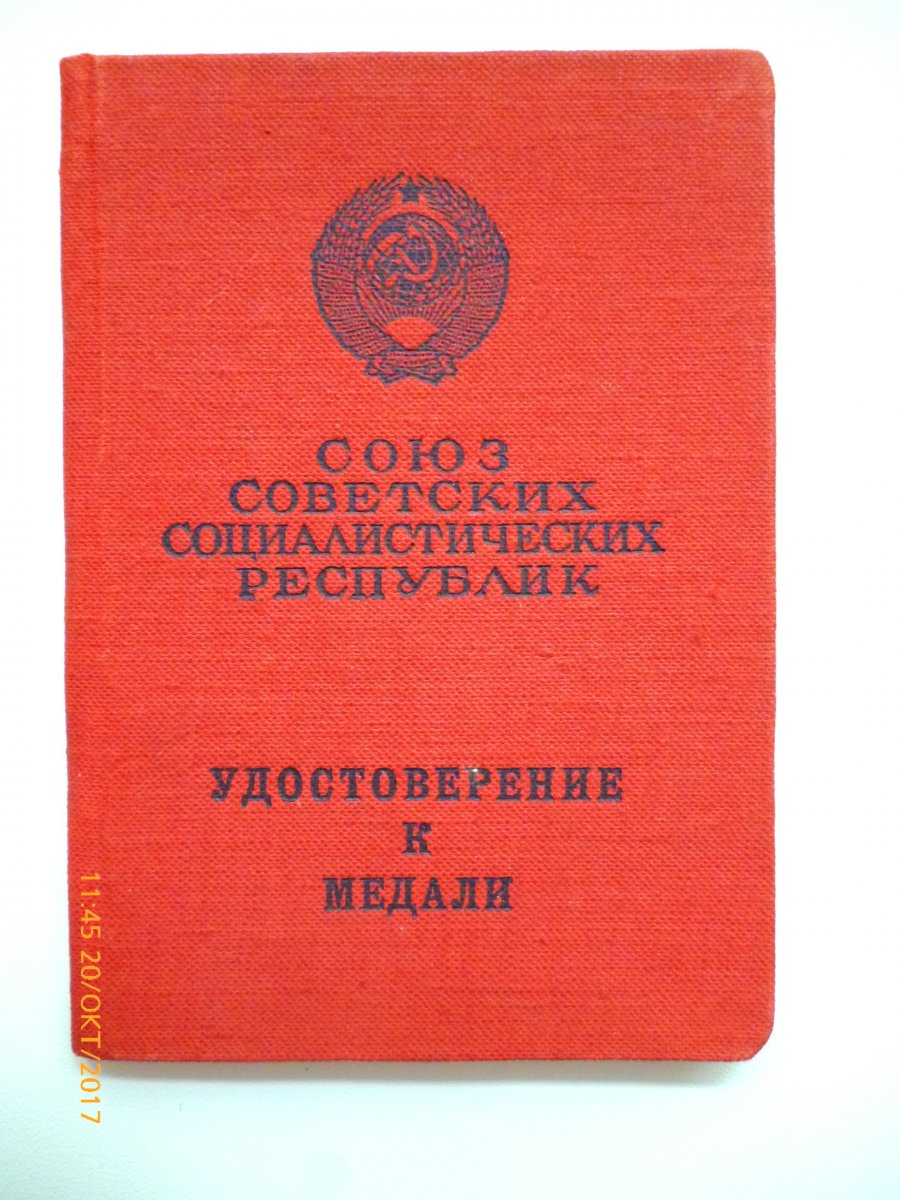 СОЮЗ
СОВЕТСКИХ
СОЦИАЛИСТИЧЕСКИХ
РЕСПУБЛИК
УДОСТОВЕРЕНИЕ
К
МЕДАЛИ
11:45 20/ОКТ/2017